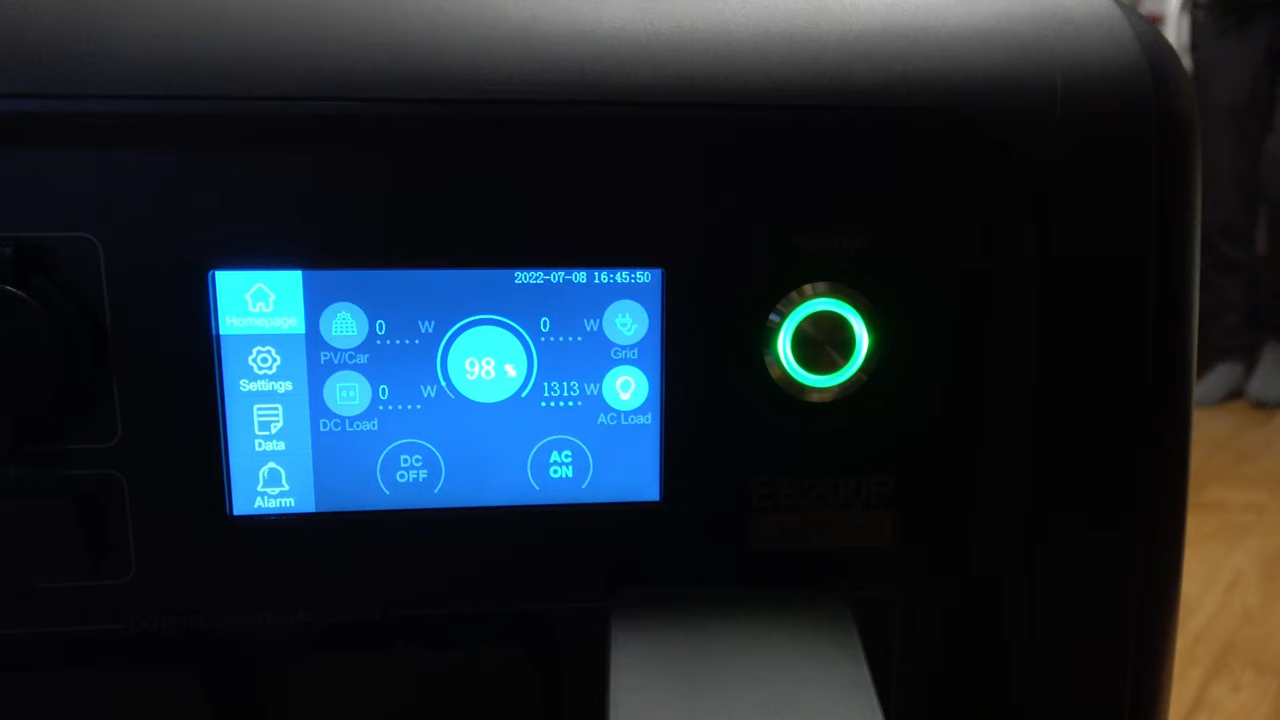 2022-07-08 16:45:50
Homepage
Settings
Data
Alarm
0 W
PV/Car
0 W
DC Load
98 %
0 W
Grid
1313 W
AC Load
DC
OFF
AC
ON